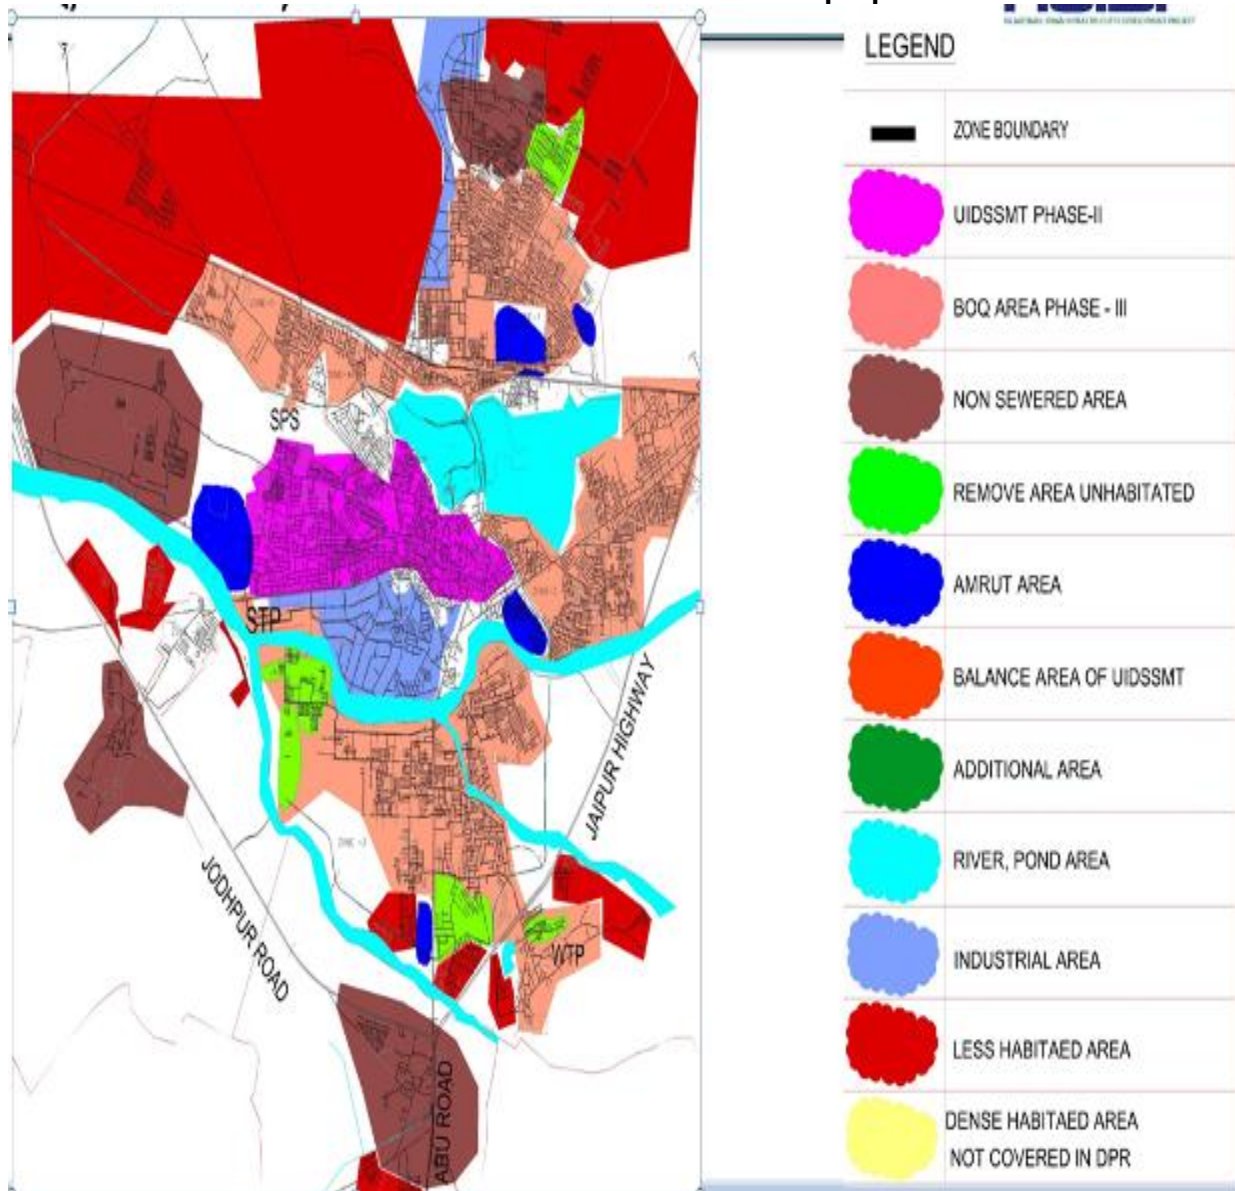 LEGEND
ZONE BOUNDARY
UIDSSMT PHASE-II
BOQ AREA PHASE - III
NON SEWERED AREA
REMOVE AREA UNHABITATED
AMRUT AREA
BALANCE AREA OF UIDSSMT
ADDITIONAL AREA
RIVER, POND AREA
INDUSTRIAL AREA
LESS HABITAED AREA
DENSE HABITAED AREA
NOT COVERED IN DPR
SPS
STP
JAIPUR HIGHWAY
JODHPUR ROAD
WTP
ABU ROAD